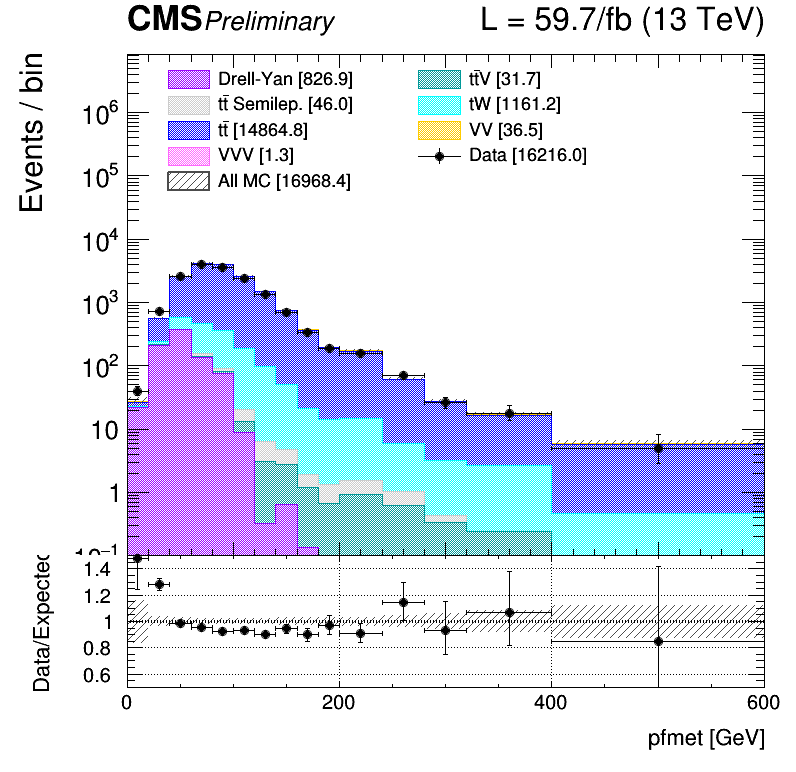 CMS Preliminary L = 59.7/fb (13 TeV)
Drell-Yan [826.9] tt̄V [31.7]
tt̄ Semilep. [46.0] tW [1161.2]
tt̄ [14864.8] VV [36.5]
VVV [1.3] Data [16216.0]
All MC [16968.4]
Events / bin
10⁶
10⁵
10⁴
10³
10²
10
1
10⁻¹
Data/Expected
1.4
1.2
1
0.8
0.6
0 200 400 600
pfmet [GeV]